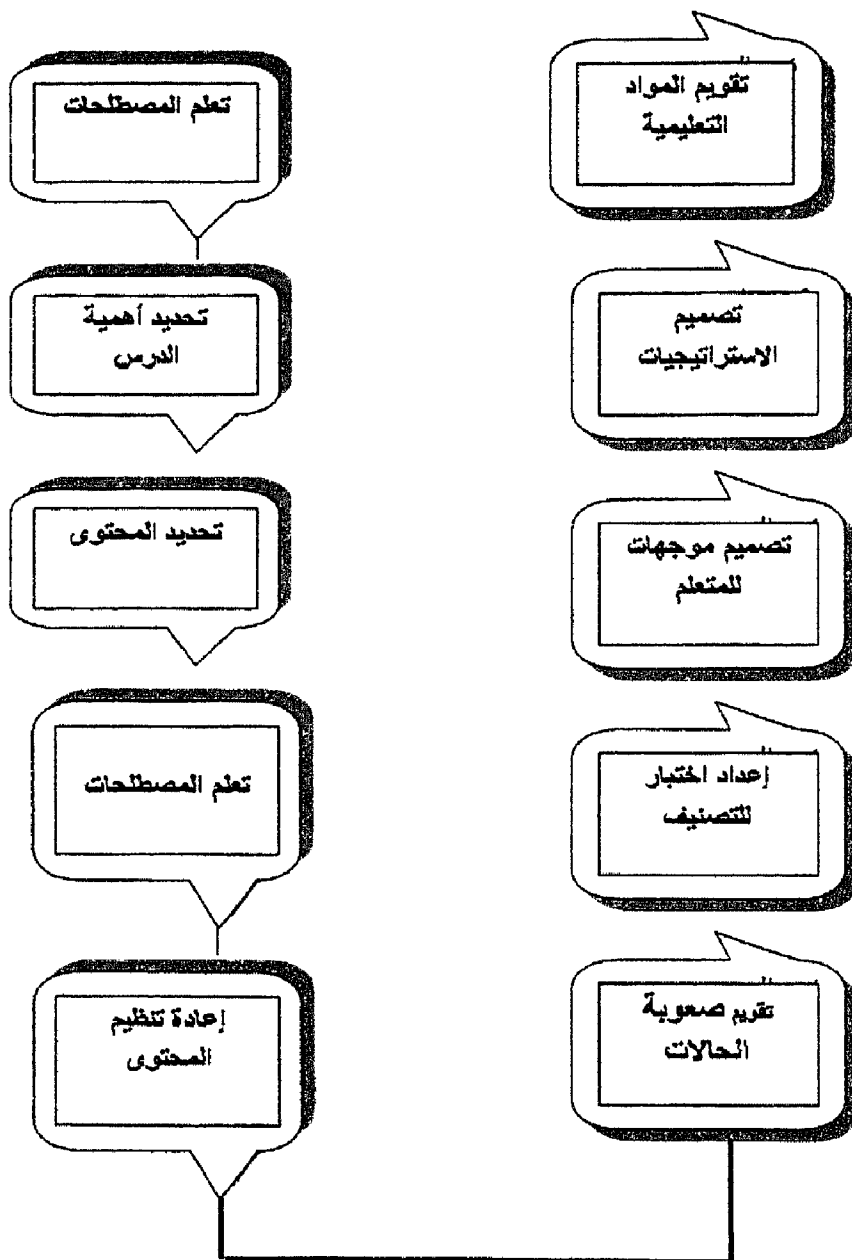 تعلم المصطلحات
تحديد أهمية
الدرس
تحديد المحتوى
تعلم المصطلحات
إعادة تنظيم
المحتوى
تقويم المواد
التعليمية
تصميم
الاستراتيجيات
تصميم موجهات
للمتعلم
إعداد اختبار
للتصنيف
تقريم صعوبة
الحالات